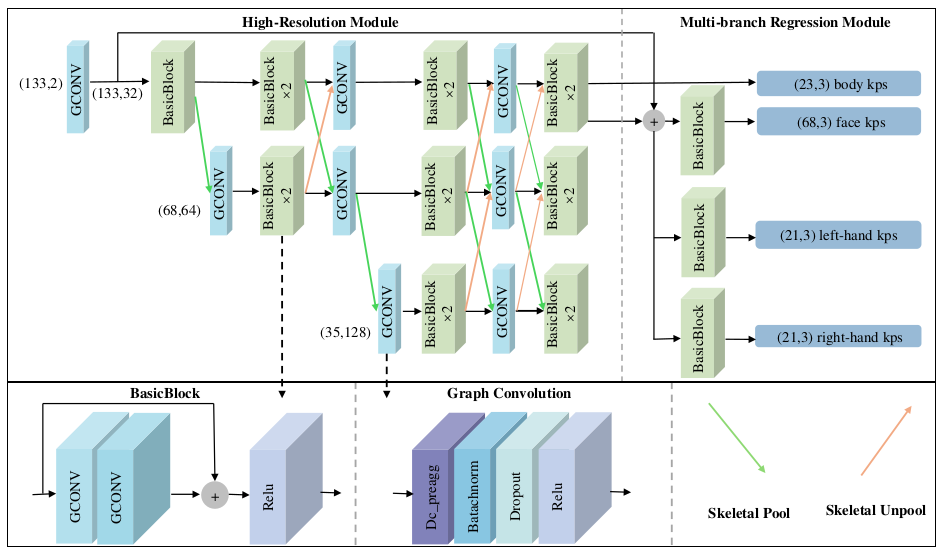 High-Resolution Module
Multi-branch Regression Module
(133,2)
GCONV
(133,32)
BasicBlock
BasicBlock
×2
GCONV
BasicBlock
×2
GCONV
BasicBlock
×2
(23,3) body kps
+
BasicBlock
(68,3) face kps
(68,64)
GCONV
BasicBlock
×2
GCONV
BasicBlock
×2
GCONV
BasicBlock
×2
BasicBlock
(21,3) left-hand kps
(35,128)
GCONV
BasicBlock
×2
GCONV
BasicBlock
×2
BasicBlock
(21,3) right-hand kps
BasicBlock
GCONV
GCONV
+
Relu
Graph Convolution
Dc_preagg
Batachnorm
Dropout
Relu
Skeletal Pool
Skeletal Unpool